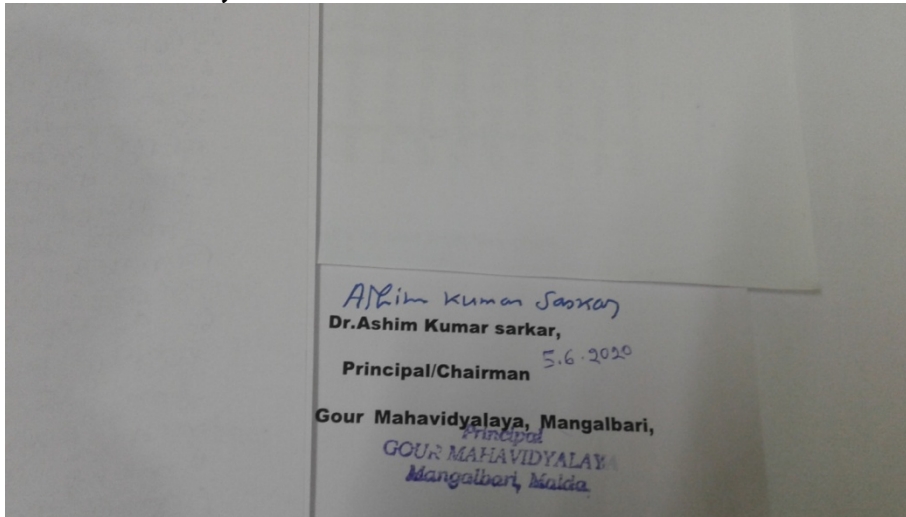 Ashim Kumar Sarkar
Dr.Ashim Kumar sarkar,
5.6.2020
Principal/Chairman
Gour Mahavidyalaya, Mangalbari,
Principal
GOUR MAHAVIDYALAYA
Mangalbari, Malda